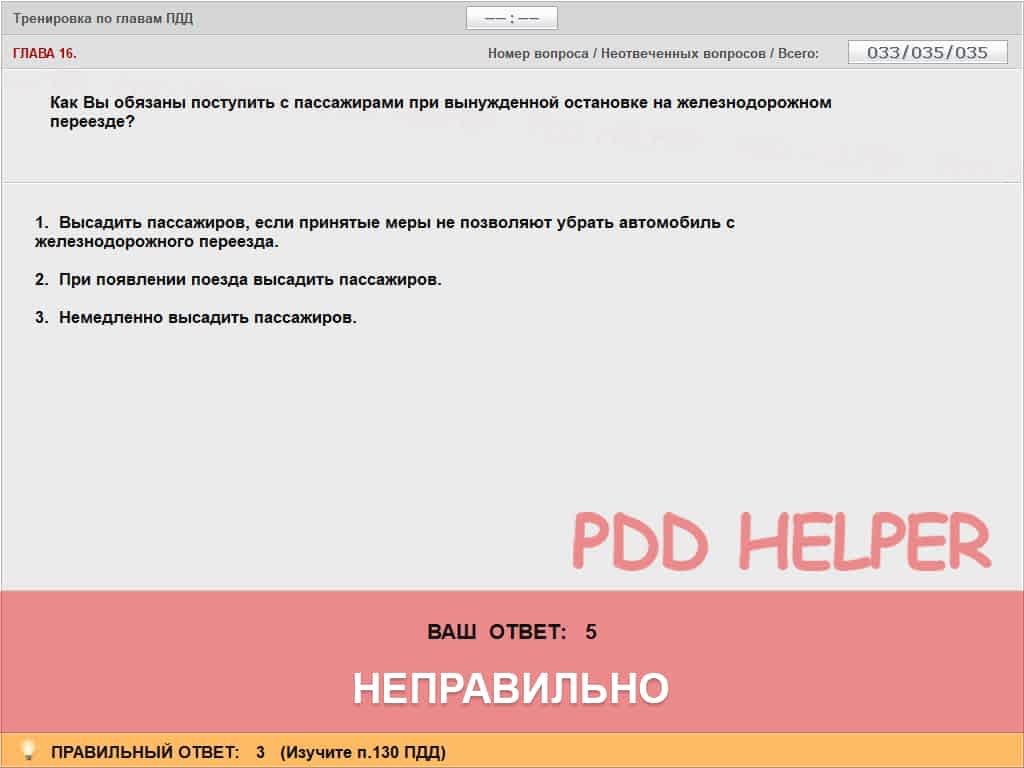 Тренировка по главам ПДД
—— : ——
ГЛАВА 16.
Номер вопроса / Неотвеченных вопросов / Всего:
033/035/035
Как Вы обязаны поступить с пассажирами при вынужденной остановке на железнодорожном
переезде?
1. Высадить пассажиров, если принятые меры не позволяют убрать автомобиль с
железнодорожного переезда.
2. При появлении поезда высадить пассажиров.
3. Немедленно высадить пассажиров.
PDD HELPER
ВАШ ОТВЕТ: 5
НЕПРАВИЛЬНО
ПРАВИЛЬНЫЙ ОТВЕТ: 3 (Изучите п.130 ПДД)